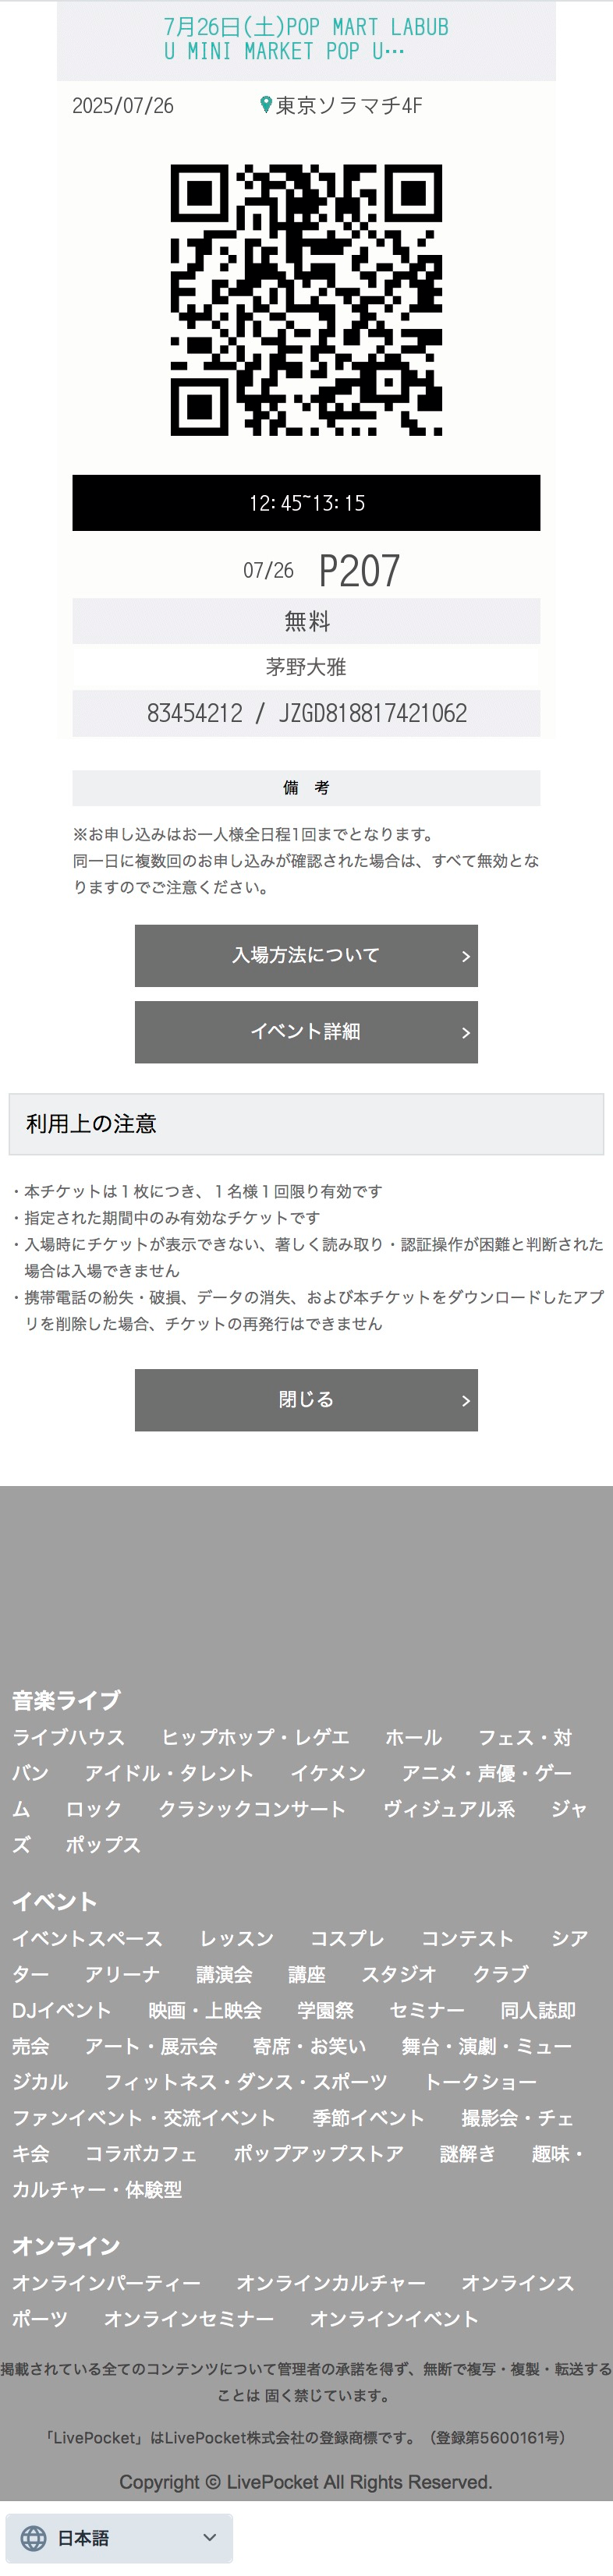 7月26日(土)POP MART LABUB
U MINI MARKET POP U…
2025/07/26
東京ソラマチ4F
12:45~13:15
07/26 P207
無料
茅野大雅
83454212 / JZGD818817421062
備 考
※お申し込みはお一人様全日程1回までとなります。
同一日に複数回のお申し込みが確認された場合は、すべて無効とな
りますのでご注意ください。
入場方法について
イベント詳細
利用上の注意
・本チケットは1枚につき、1名様1回限り有効です
・指定された期間中のみ有効なチケットです
・入場時にチケットが表示できない、著しく読み取り・認証操作が困難と判断された
場合は入場できません
・携帯電話の紛失・破損、データの消失、および本チケットをダウンロードしたアプ
リを削除した場合、チケットの再発行はできません
閉じる
音楽ライブ
ライブハウス ヒップホップ・レゲエ ホール フェス・対
バン アイドル・タレント イケメン アニメ・声優・ゲー
ム ロック クラシックコンサート ヴィジュアル系 ジャ
ズ ポップス
イベント
イベントスペース レッスン コスプレ コンテスト シア
ター アリーナ 講演会 講座 スタジオ クラブ
DJイベント 映画・上映会 学園祭 セミナー 同人誌即
売会 アート・展示会 寄席・お笑い 舞台・演劇・ミュー
ジカル フィットネス・ダンス・スポーツ トークショー
ファンイベント・交流イベント 季節イベント 撮影会・チェ
キ会 コラボカフェ ポップアップストア 謎解き 趣味・
カルチャー・体験型
オンライン
オンラインパーティー オンラインカルチャー オンラインス
ポーツ オンラインセミナー オンラインイベント
掲載されている全てのコンテンツについて管理者の承諾を得ず、無断で複写・複製・転送する
ことは 固く禁じています。
「LivePocket」はLivePocket株式会社の登録商標です。（登録第5600161号）
Copyright © LivePocket All Rights Reserved.
日本語